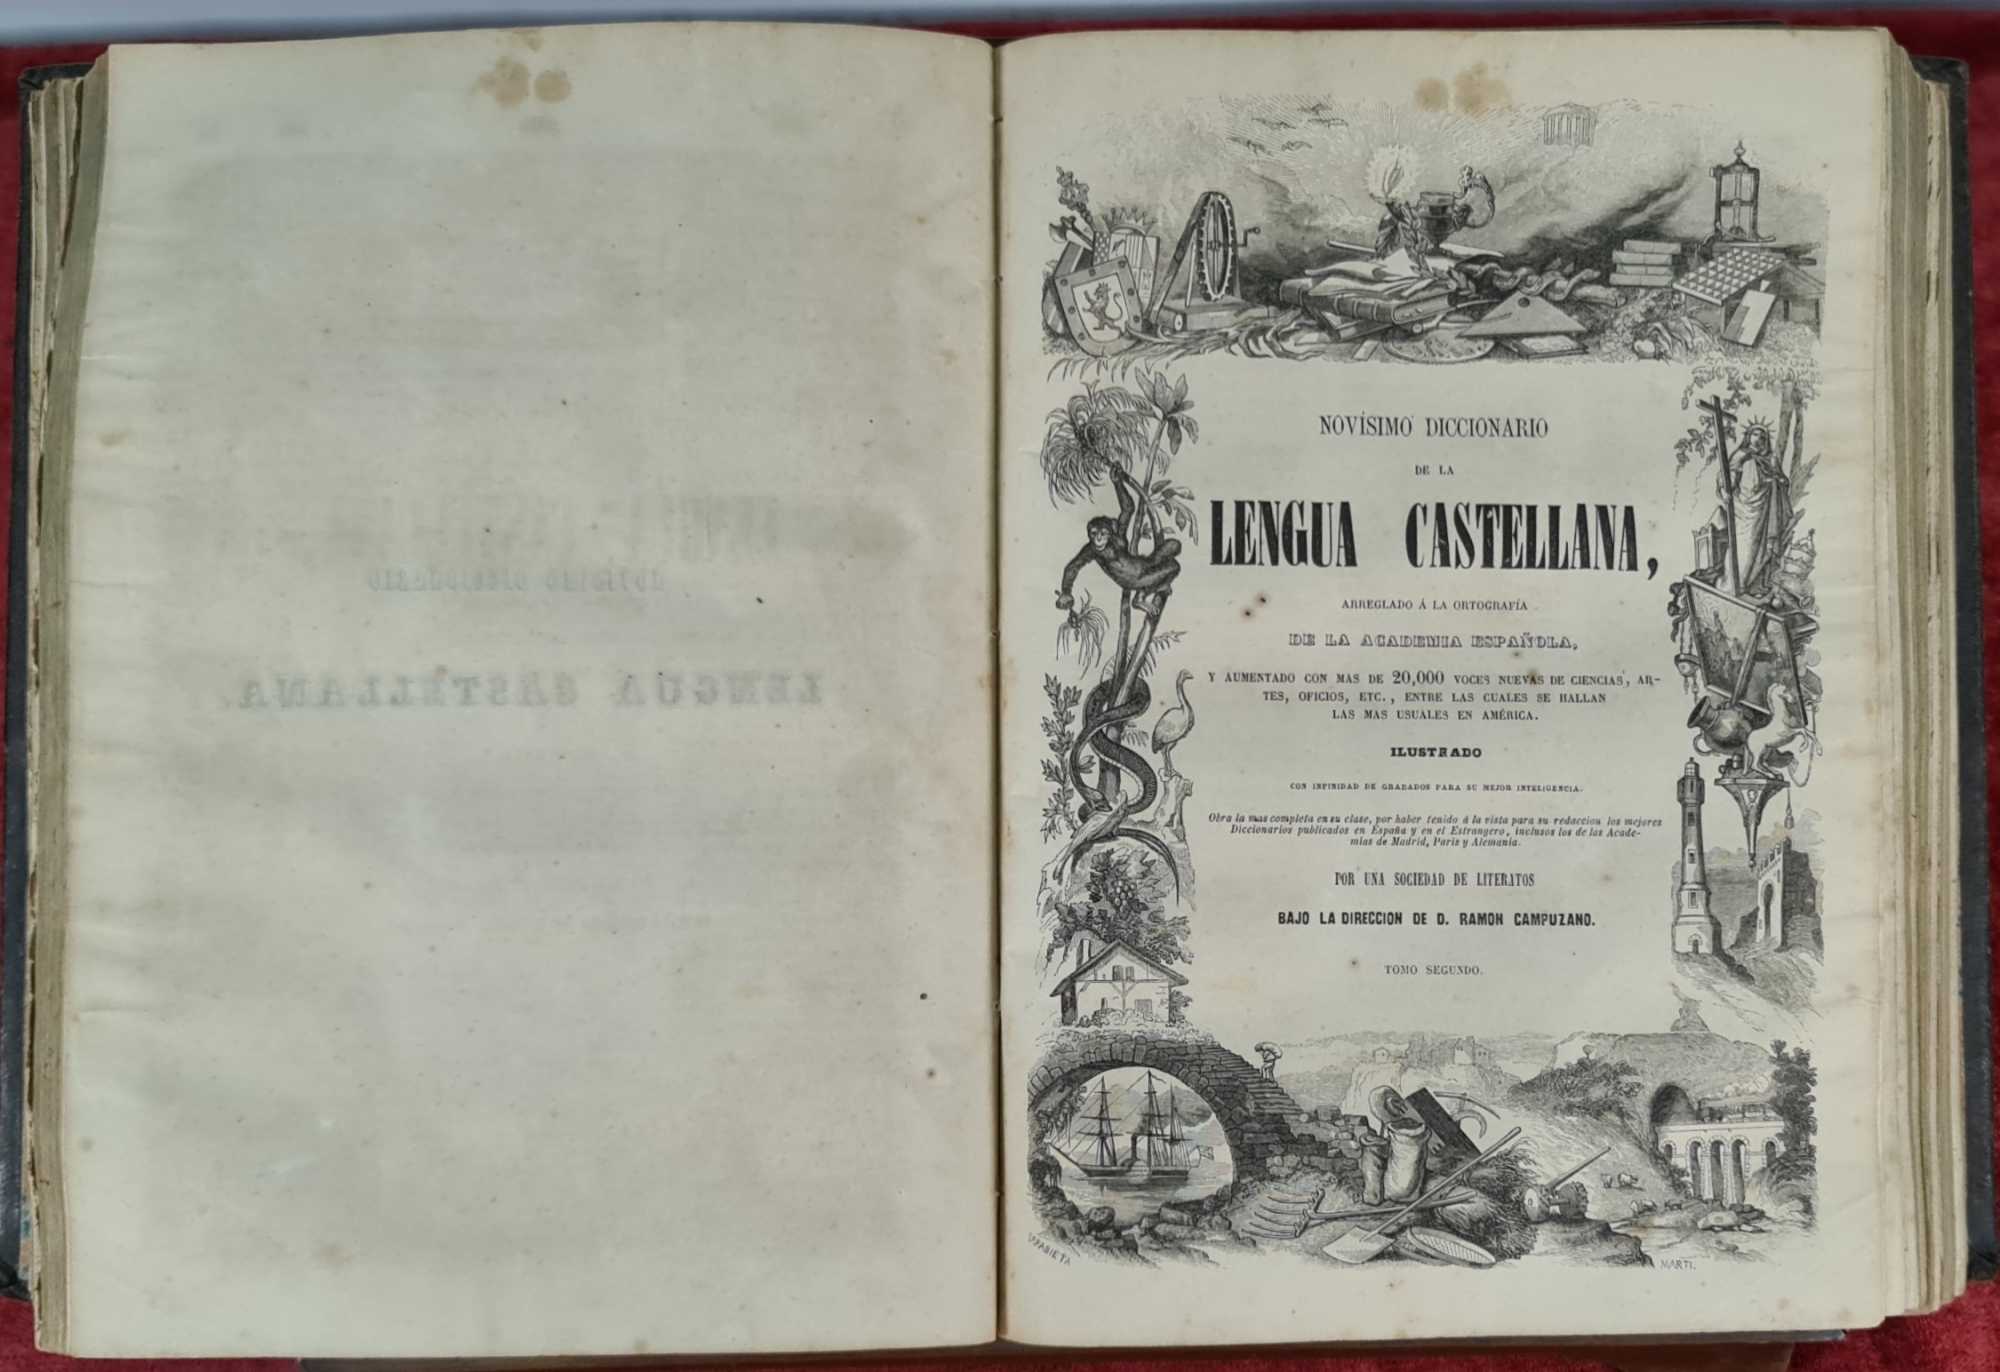 NOVÍSIMO DICCIONARIO
DE LA
LENGUA CASTELLANA,
ARREGLADO Á LA ORTOGRAFÍA
DE LA ACADEMIA ESPAÑOLA,
Y AUMENTADO CON MAS DE 20,000 VOCES NUEVAS DE CIENCIAS, AR-
TES, OFICIOS, ETC., ENTRE LAS CUALES SE HALLAN
LAS MAS USUALES EN AMÉRICA.
ILUSTRADO
CON INFINIDAD DE GRABADOS PARA SU MEJOR INTELIGENCIA.
Obra la mas completa en su clase, por haber tenido á la vista para su redaccion los mejores
Diccionarios publicados en España y en el Estrangero, inclusos los de las Acade-
mias de Madrid, Paris y Alemania.
POR UNA SOCIEDAD DE LITERATOS
BAJO LA DIRECCION DE D. RAMON CAMPUZANO.
TOMO SEGUNDO.
MARTI.